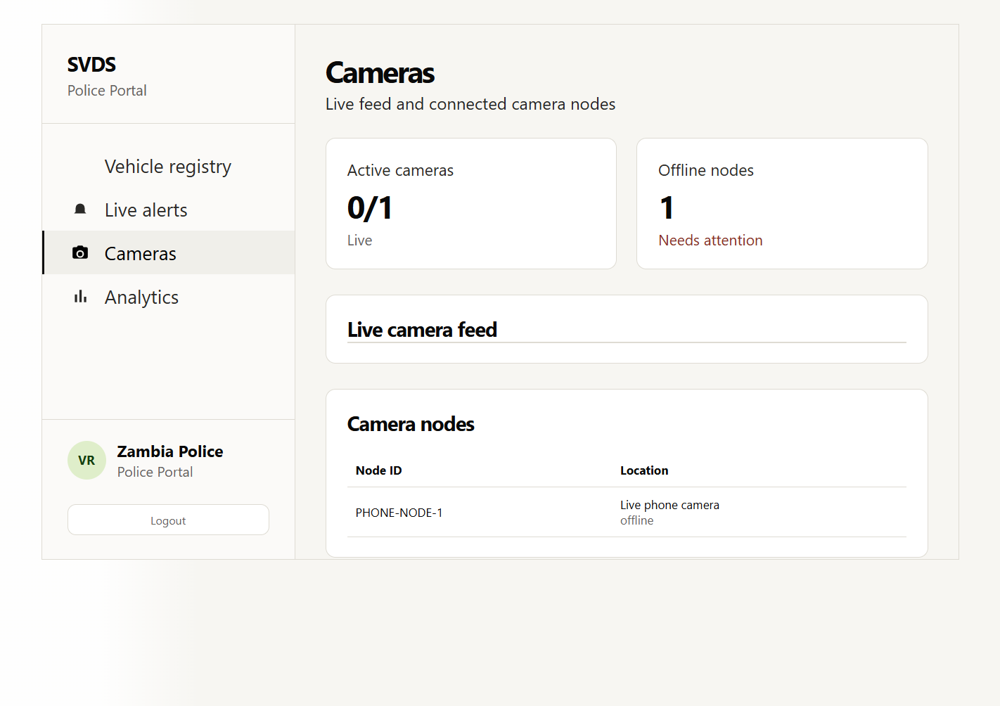 SVDS
Police Portal
Vehicle registry
Live alerts
Cameras
Analytics
VR
Zambia Police
Police Portal
Logout
Cameras
Live feed and connected camera nodes
Active cameras
0/1
Live
Offline nodes
1
Needs attention
Live camera feed
Camera nodes
Node ID
Location
PHONE-NODE-1
Live phone camera
offline